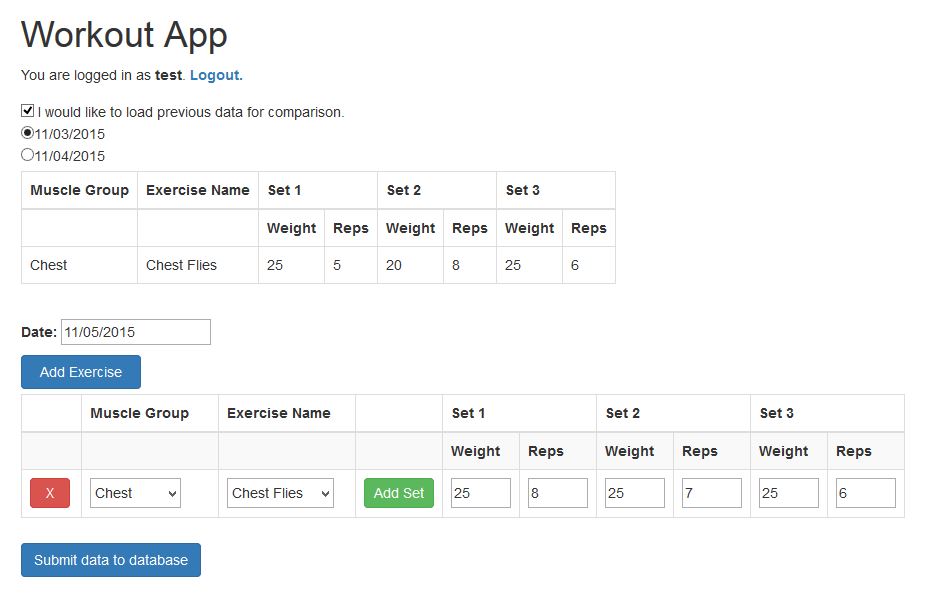 Workout App
You are logged in as test. Logout.
I would like to load previous data for comparison.
11/03/2015
11/04/2015
Muscle Group Exercise Name Set 1 Set 2 Set 3
Weight Reps Weight Reps Weight Reps
Chest Chest Flies 25 5 20 8 25 6
Date: 11/05/2015
Add Exercise
Muscle Group Exercise Name Set 1 Set 2 Set 3
Weight Reps Weight Reps Weight Reps
X Chest Chest Flies Add Set 25 8 25 7 25 6
Submit data to database